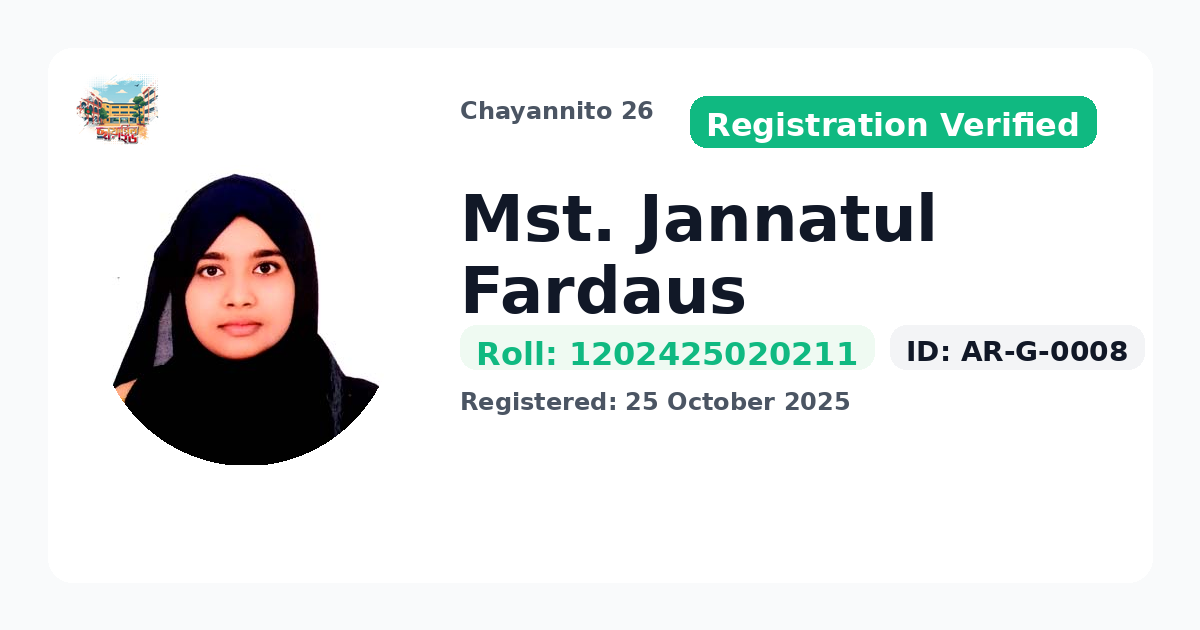 Chayannito 26
Registration Verified
Mst. Jannatul
Fardaus
Roll: 1202425020211
ID: AR-G-0008
Registered: 25 October 2025